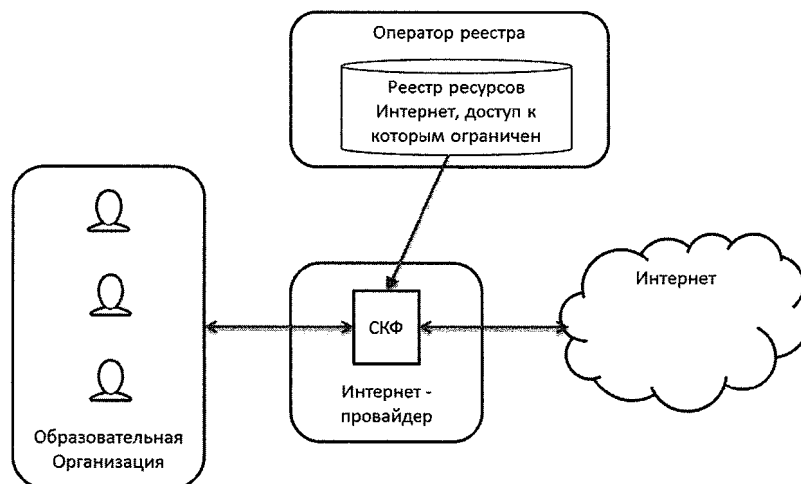 Оператор реестра
Реестр ресурсов
Интернет, доступ к
которым ограничен
Интернет
СКФ
Интернет -
провайдер
Образовательная
Организация